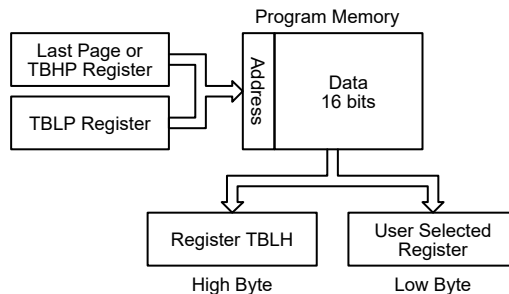 Program Memory
Last Page or
TBHP Register
TBLP Register
Address
Data
16 bits
Register TBLH
User Selected
Register
High Byte
Low Byte